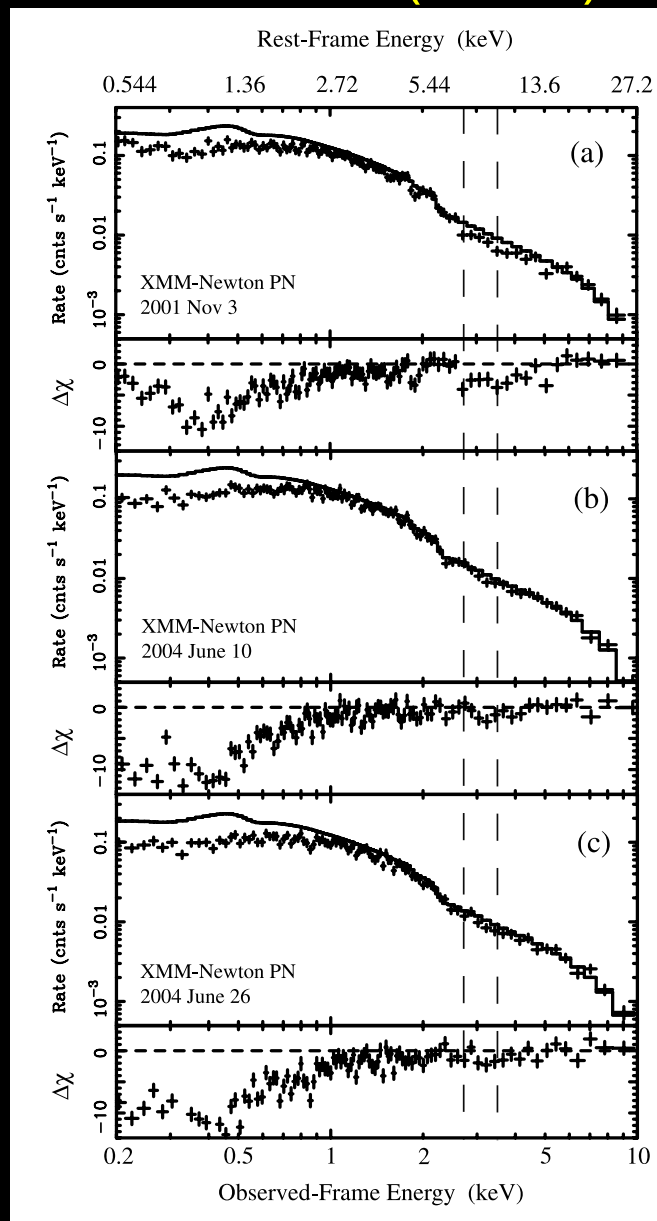 Rest-Frame Energy (keV)
0.544 1.36 2.72 5.44 13.6 27.2
(a)
Rate (cnts s⁻¹ keV⁻¹)
0.1
0.01
10⁻³
XMM-Newton PN
2001 Nov 3
Δχ
0
-10
(b)
Rate (cnts s⁻¹ keV⁻¹)
0.1
0.01
10⁻³
XMM-Newton PN
2004 June 10
Δχ
0
-10
(c)
Rate (cnts s⁻¹ keV⁻¹)
0.1
0.01
10⁻³
XMM-Newton PN
2004 June 26
Δχ
0
-10
0.2 0.5 1 2 5 10
Observed-Frame Energy (keV)